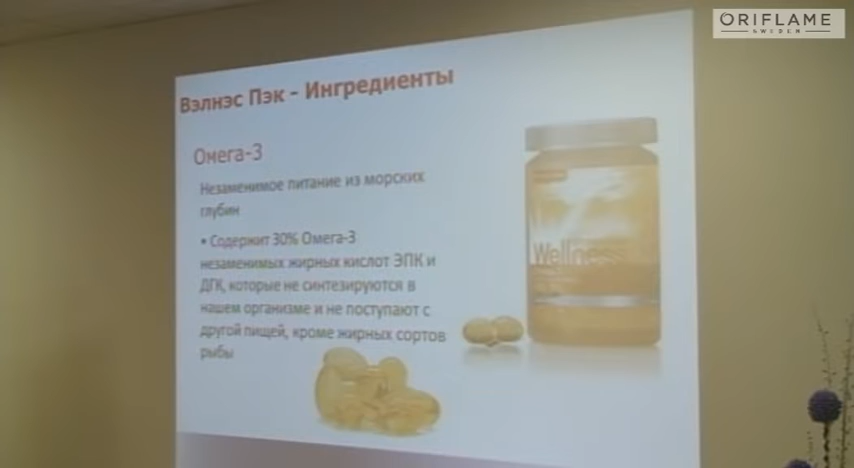 ORIFLAME
SWEDEN
Вэлнэс Пэк - Ингредиенты
Омега-3
Незаменимое питание из морских
глубин
• Содержит 30% Омега-3
незаменимых жирных кислот ЭПК и
ДГК, которые не синтезируются в
нашем организме и не поступают с
другой пищей, кроме жирных сортов
рыбы
Wellness